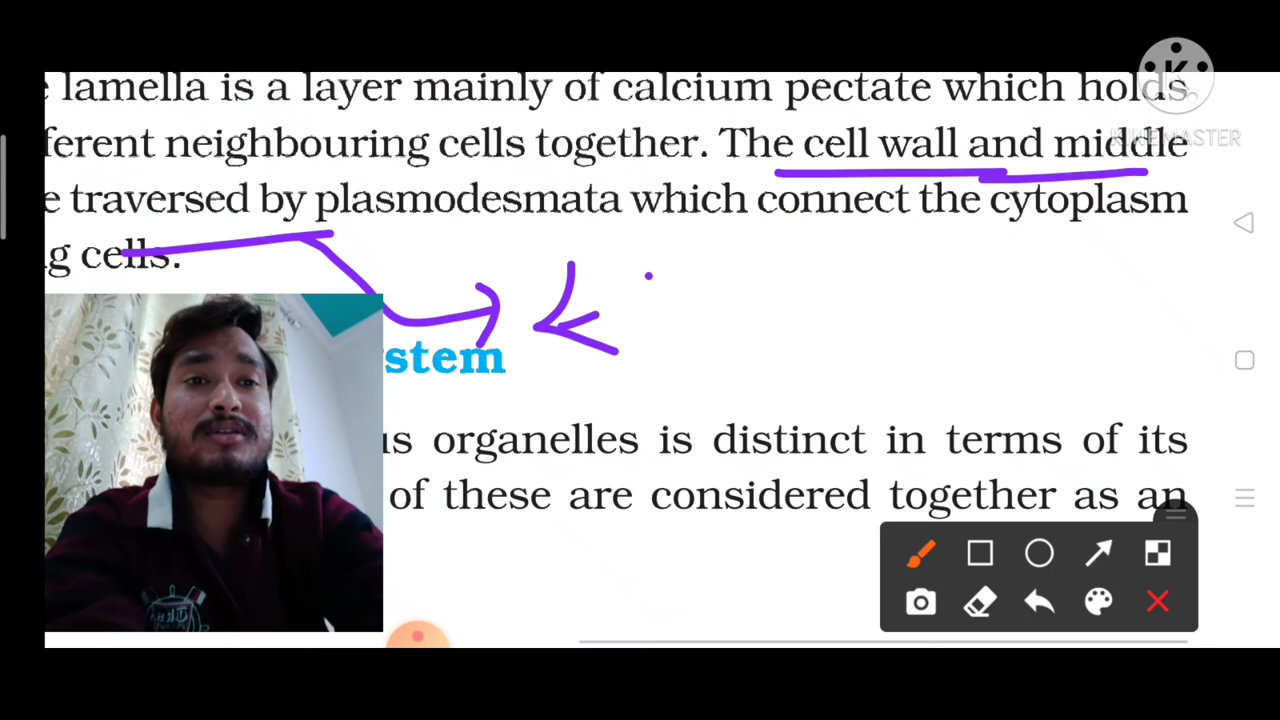 e lamella is a layer mainly of calcium pectate which holds
ferent neighbouring cells together. The cell wall and middle
e traversed by plasmodesmata which connect the cytoplasm
g cells.
stem
us organelles is distinct in terms of its
of these are considered together as an
K
KINEMASTER